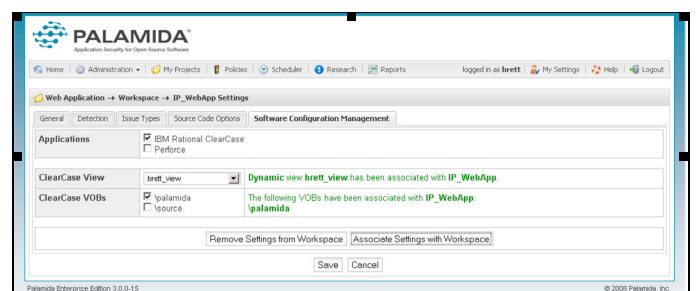 PALAMIDA™
Application Security for Open Source Software
Home Administration My Projects Policies Scheduler Research Reports logged in as brett My Settings Help Logout
Web Application → Workspace → IP_WebApp Settings
General Detection Issue Types Source Code Options Software Configuration Management
Applications IBM Rational ClearCase
Perforce
ClearCase View brett_view Dynamic view brett_view has been associated with IP_WebApp.
ClearCase VOBs \palamida The following VOBs have been associated with IP_WebApp:
\source \palamida
Remove Settings from Workspace Associate Settings with Workspace
Save Cancel
Palamida Enterprise Edition 3.0.0-15 © 2008 Palamida, Inc.